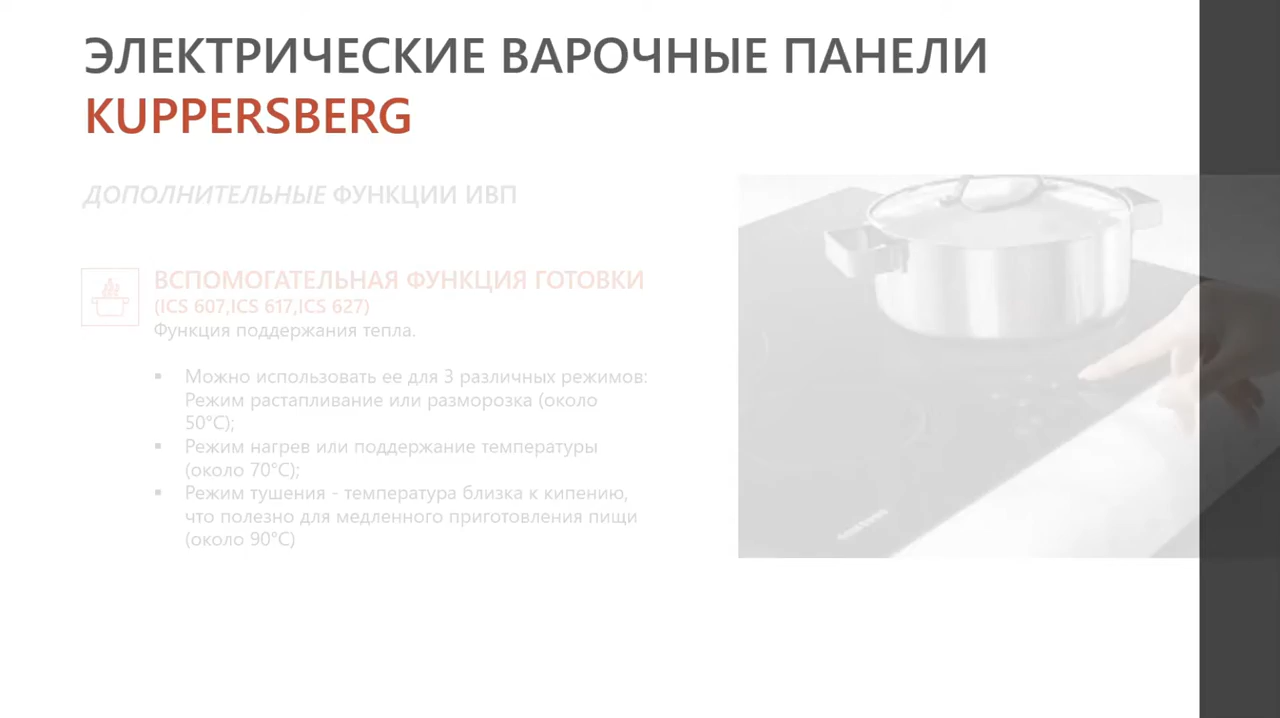 ЭЛЕКТРИЧЕСКИЕ ВАРОЧНЫЕ ПАНЕЛИ
KUPPERSBERG
ДОПОЛНИТЕЛЬНЫЕ ФУНКЦИИ ИВП
ВСПОМОГАТЕЛЬНАЯ ФУНКЦИЯ ГОТОВКИ
(ICS 607,ICS 617,ICS 627)
Функция поддержания тепла.
▪ Можно использовать ее для 3 различных режимов:
Режим растапливание или разморозка (около
50°С);
▪ Режим нагрев или поддержание температуры
(около 70°С);
▪ Режим тушения - температура близка к кипению,
что полезно для медленного приготовления пищи
(около 90°С)